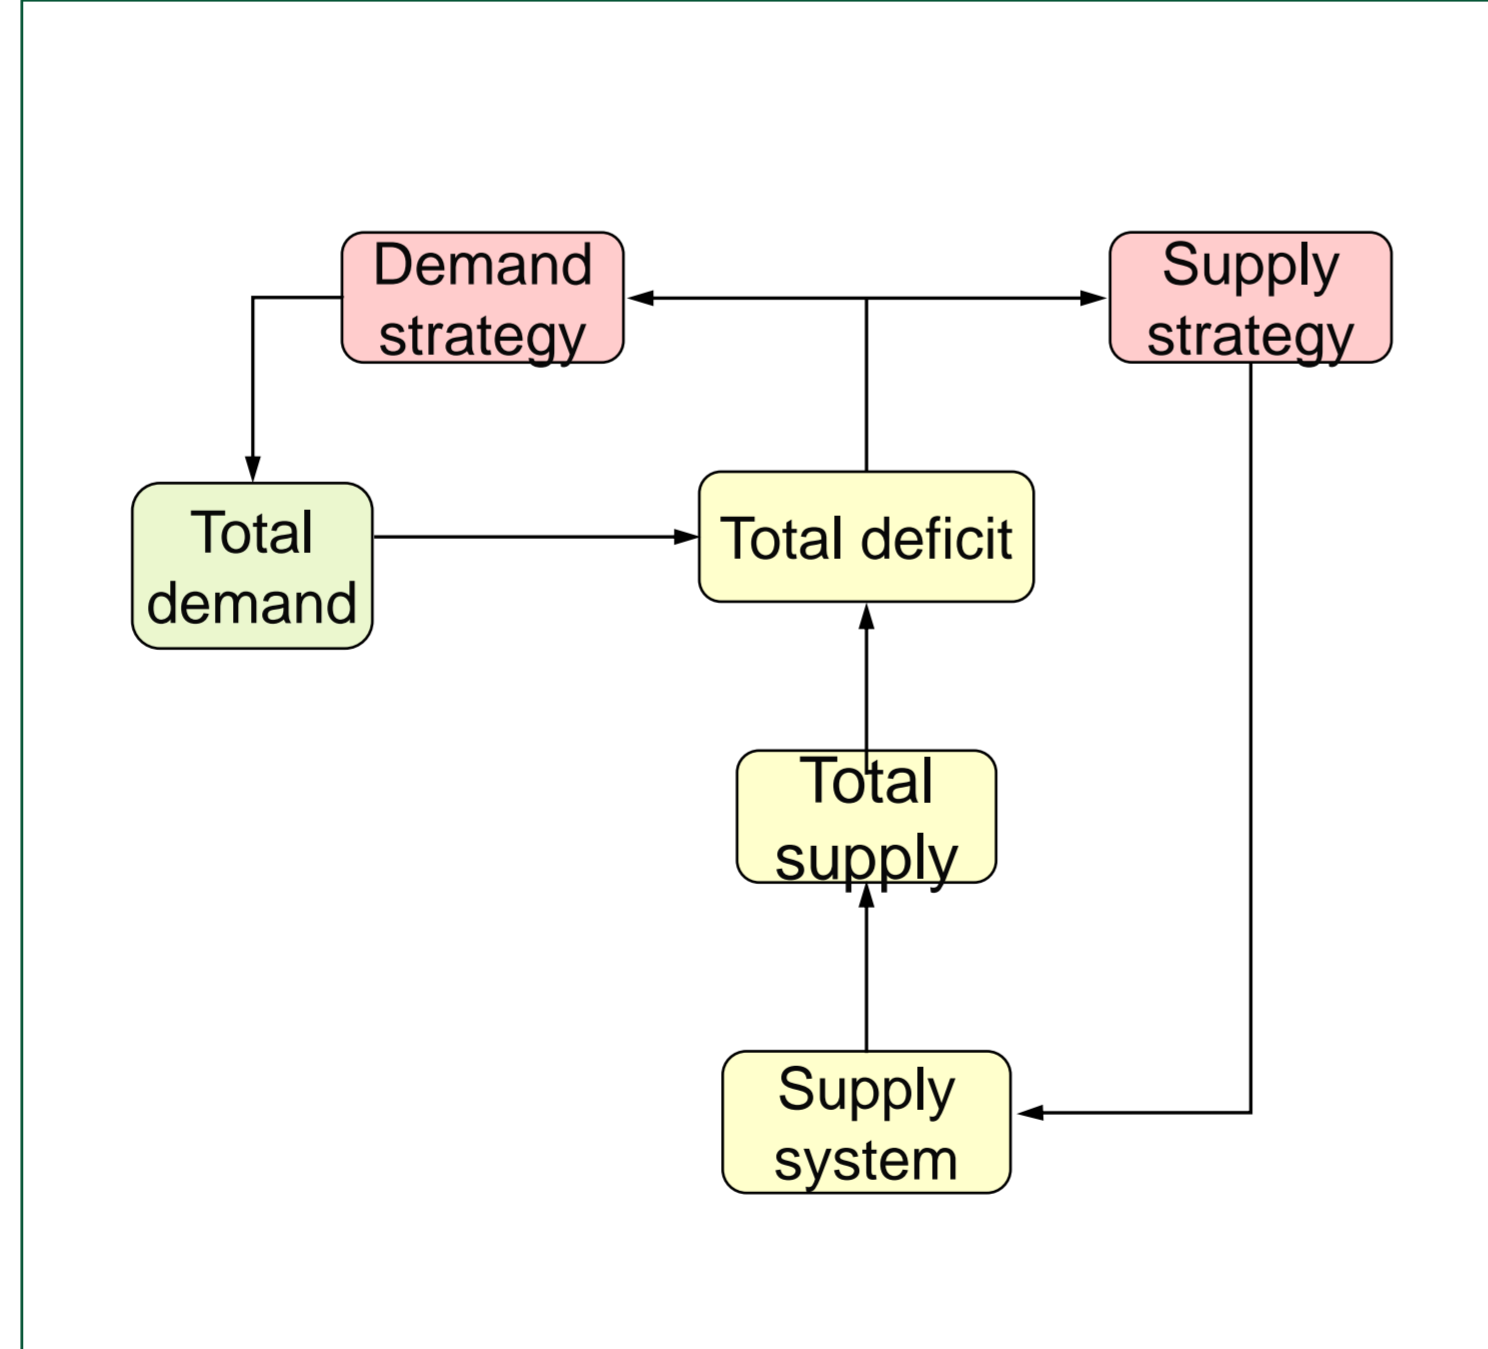 Demand
strategy
Supply
strategy
Total
demand
Total deficit
Total
supply
Supply
system